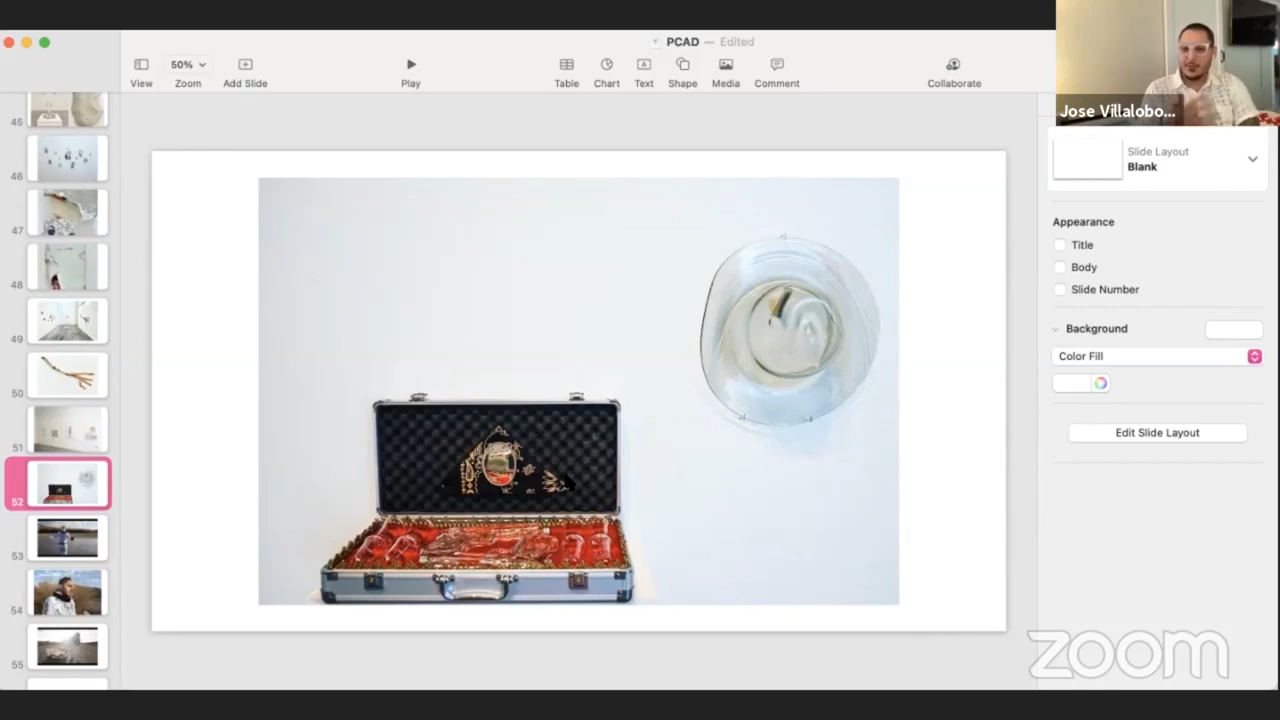 PCAD — Edited
50%
View
Zoom
Add Slide
Play
Table
Chart
Text
Shape
Media
Comment
Collaborate
Jose Villalobo...
45
46
47
48
49
50
51
52
53
54
55
Slide Layout
Blank
Appearance
Title
Body
Slide Number
Background
Color Fill
Edit Slide Layout
zoom